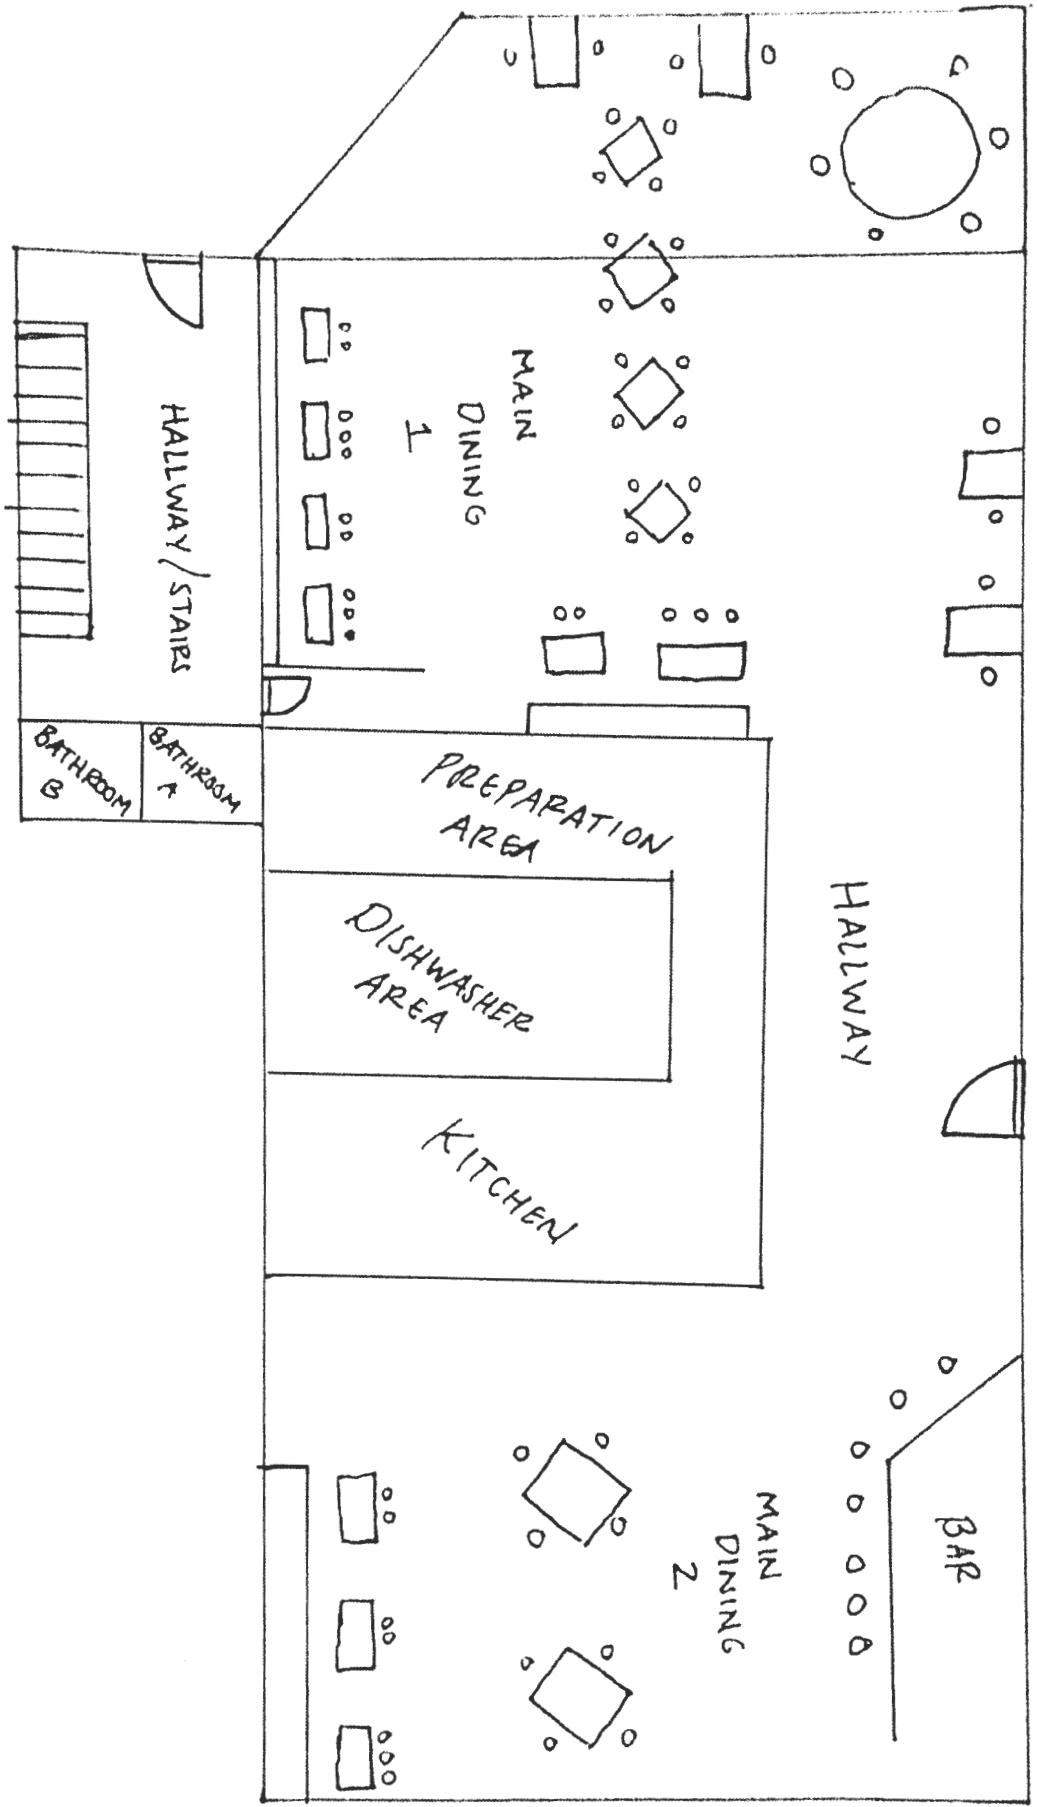 MAIN
DINING
1
HALLWAY/STAIRS
BATHROOM
B
BATHROOM
A
PREPARATION
AREA
DISHWASHER
AREA
KITCHEN
HALLWAY
MAIN
DINING
2
BAR